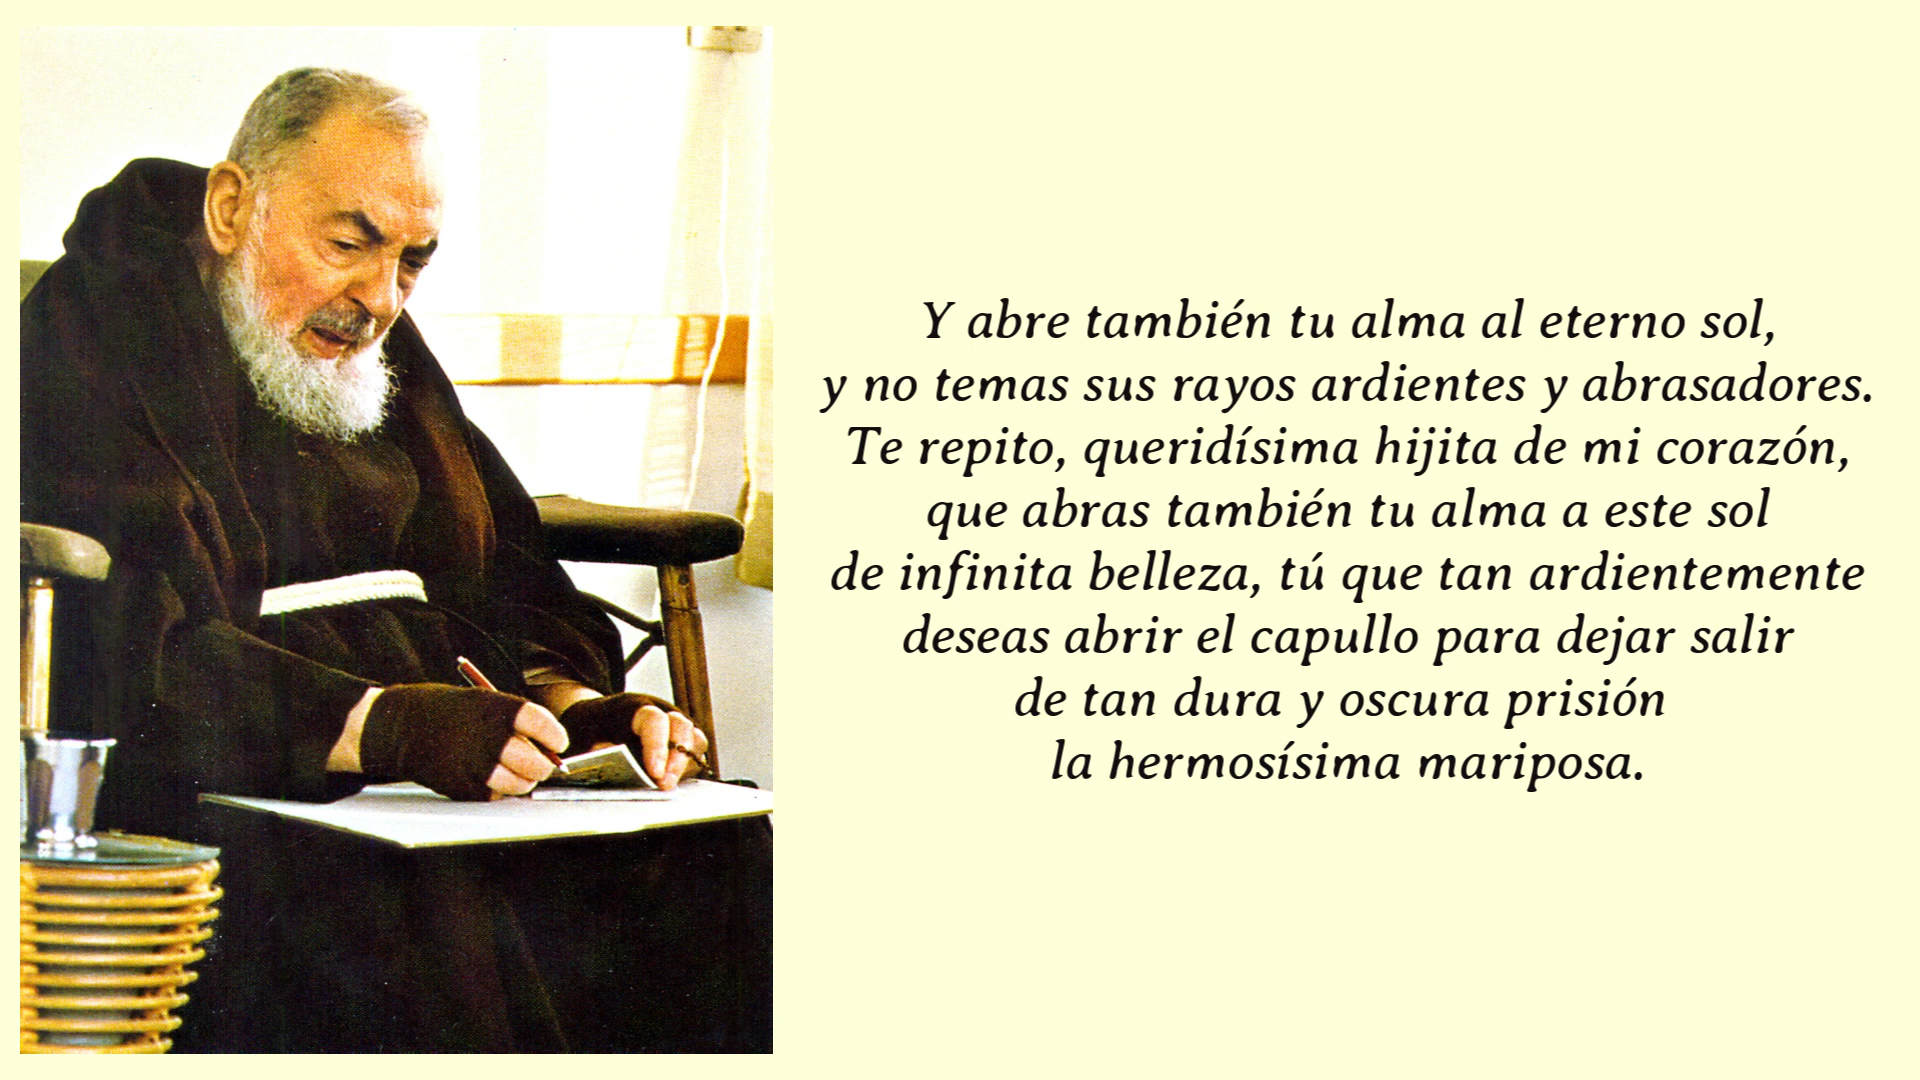 Y abre también tu alma al eterno sol,
y no temas sus rayos ardientes y abrasadores.
Te repito, queridísima hijita de mi corazón,
que abras también tu alma a este sol
de infinita belleza, tú que tan ardientemente
deseas abrir el capullo para dejar salir
de tan dura y oscura prisión
la hermosísima mariposa.